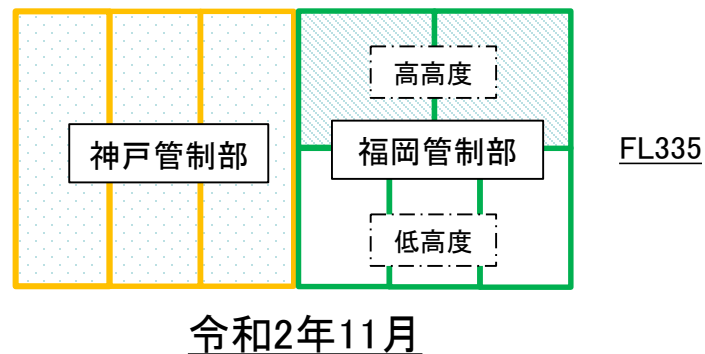 高高度
神戸管制部
福岡管制部
FL335
低高度
令和2年11月